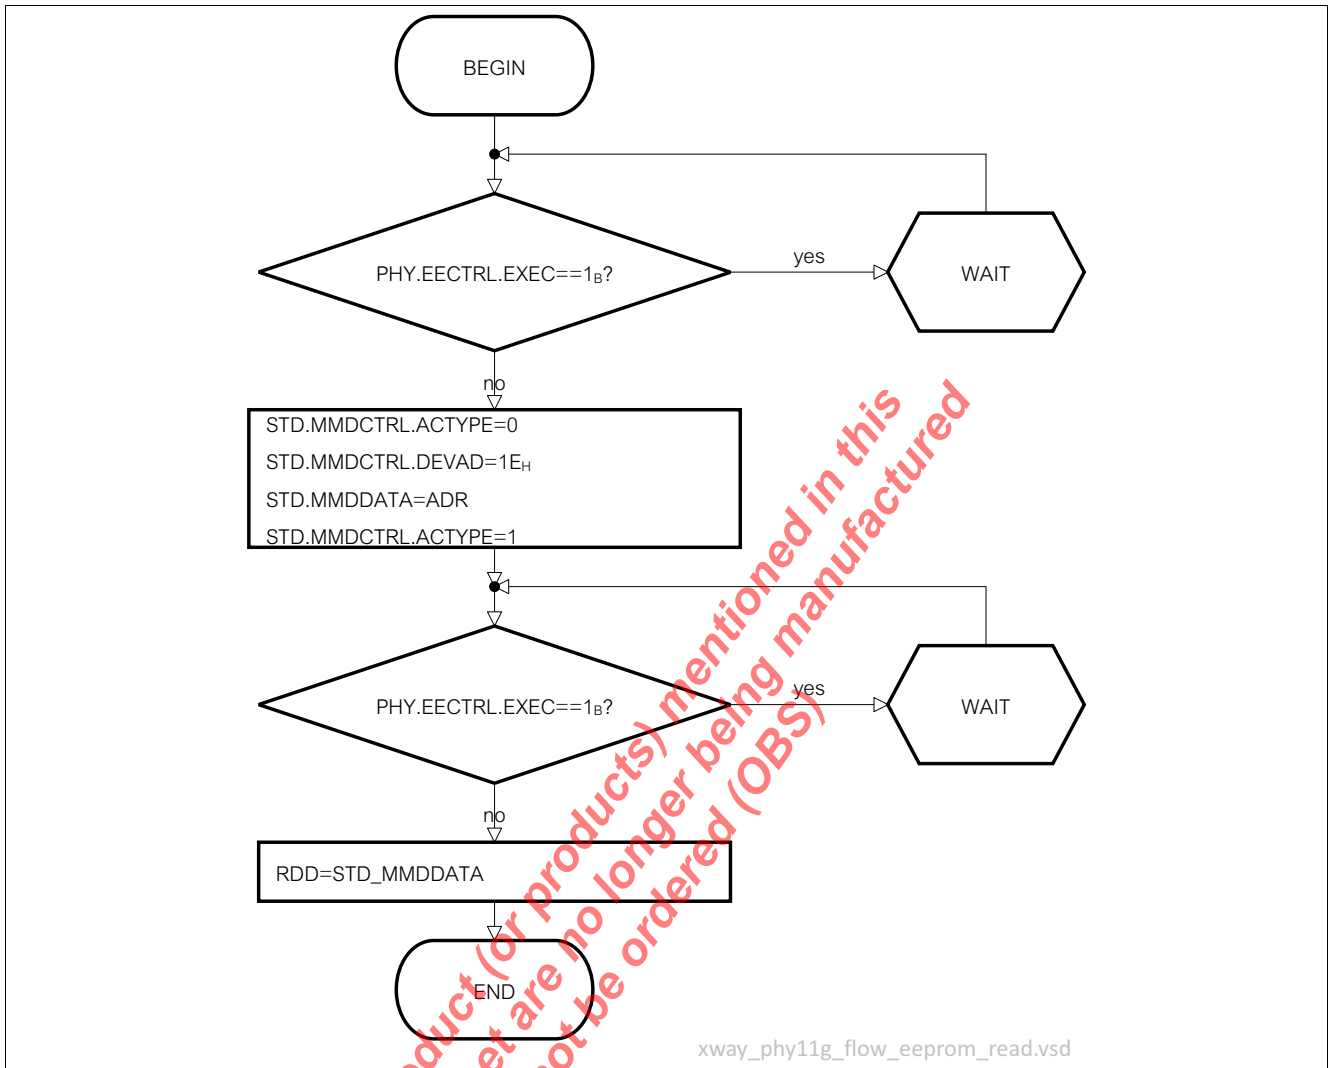 BEGIN
PHY.EECTRL.EXEC==1B?
yes
WAIT
no
STD.MMDCTRL.ACTYPE=0
STD.MMDCTRL.DEVAD=1EH
STD.MMDDATA=ADR
STD.MMDCTRL.ACTYPE=1
PHY.EECTRL.EXEC==1B?
yes
WAIT
no
RDD=STD_MMDDATA
END
(or products) mentioned in this
are no longer being manufactured
be ordered (OBS)
xway_phy11g_flow_eeprom_read.vsd